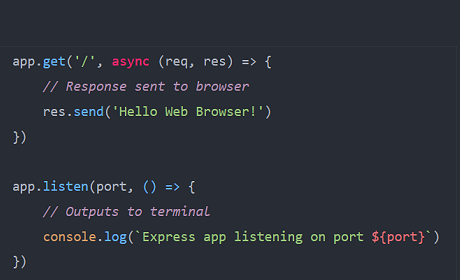 app.get('/', async (req, res) => {
    // Response sent to browser
    res.send('Hello Web Browser!')
})
app.listen(port, () => {
    // Outputs to terminal
    console.log(`Express app listening on port ${port}`)
})